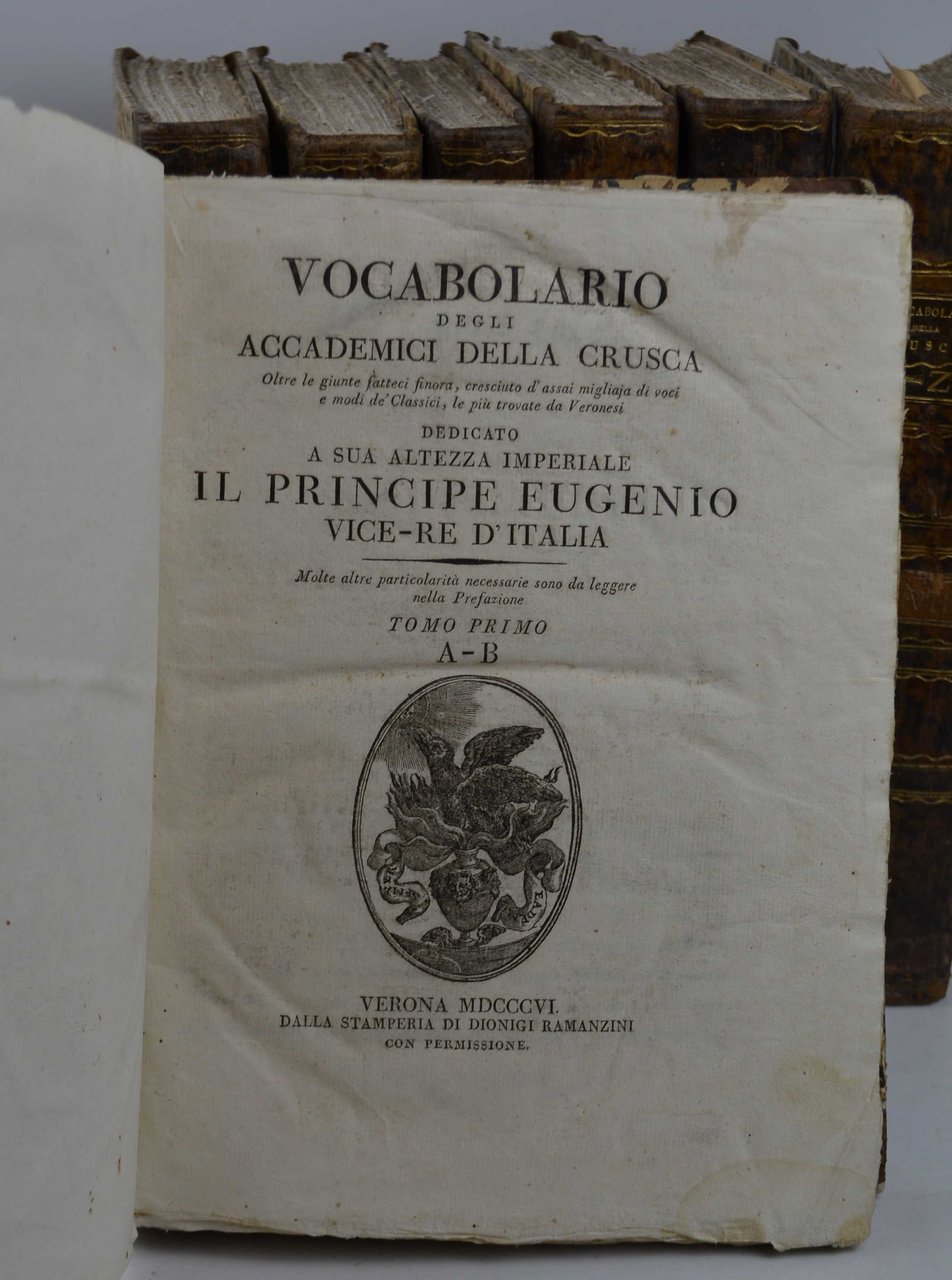 VOCABOLARIO
DEGLI
ACCADEMICI DELLA CRUSCA
Oltre le giunte fatteci finora, cresciuto d'assai migliaja di voci
e modi de' Classici, le più trovate da Veronesi
DEDICATO
A SUA ALTEZZA IMPERIALE
IL PRINCIPE EUGENIO
VICE-RE D'ITALIA
Molte altre particolarità necessarie sono da leggere
nella Prefazione
TOMO PRIMO
A-B
VERONA MDCCCVI.
DALLA STAMPERIA DI DIONIGI RAMANZINI
CON PERMISSIONE.
DELLA